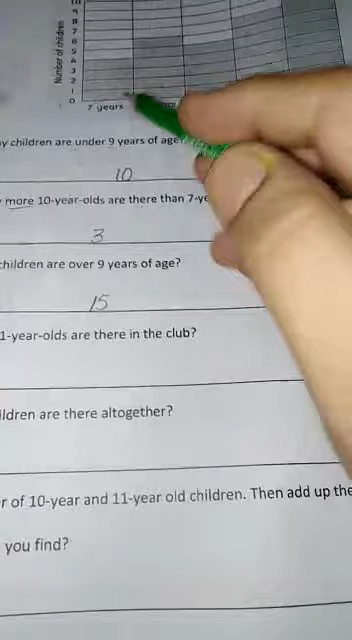 Number of children
10
9
8
7
6
5
4
3
2
1
0
7 years
y children are under 9 years of age
10
more 10-year-olds are there than 7-ye
3
children are over 9 years of age?
15
1-year-olds are there in the club?
ildren are there altogether?
r of 10-year and 11-year old children. Then add up the
you find?